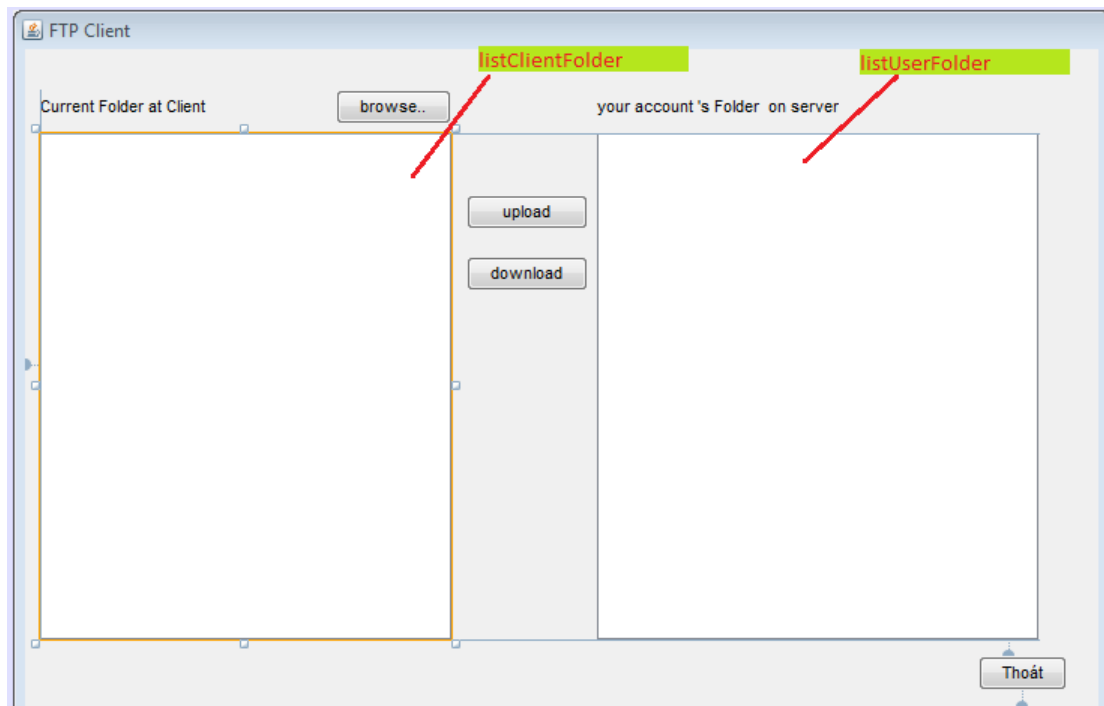 FTP Client
listClientFolder
listUserFolder
Current Folder at Client
browse..
your account 's Folder on server
upload
download
Thoát